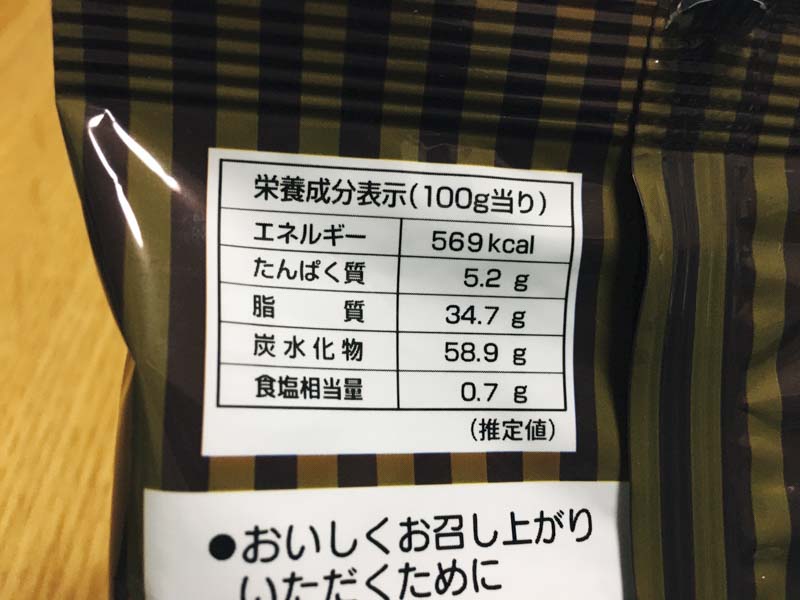 栄養成分表示(100g当り)
エネルギー 569kcal
たんぱく質 5.2 g
脂 質 34.7 g
炭水化物 58.9 g
食塩相当量 0.7 g
(推定値)
●おいしくお召し上がり
いただくために